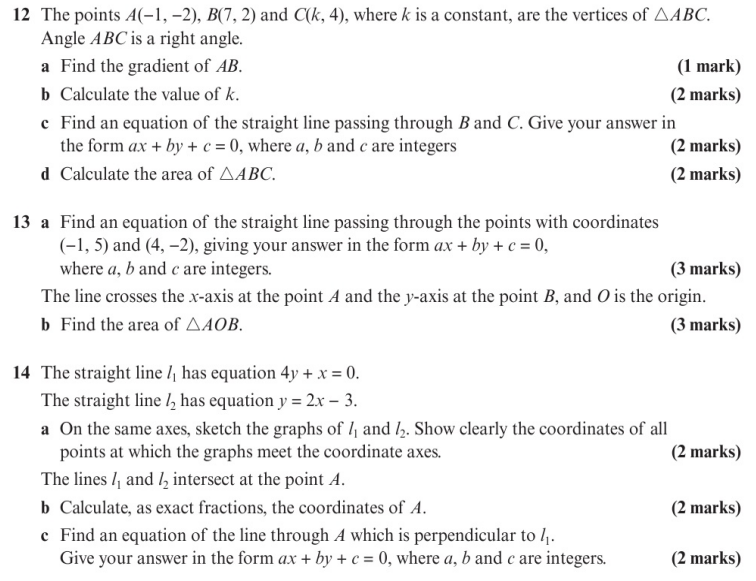 12 The points A(−1, −2), B(7, 2) and C(k, 4), where k is a constant, are the vertices of △ABC.
Angle ABC is a right angle.
a Find the gradient of AB. (1 mark)
b Calculate the value of k. (2 marks)
c Find an equation of the straight line passing through B and C. Give your answer in
the form ax + by + c = 0, where a, b and c are integers (2 marks)
d Calculate the area of △ABC. (2 marks)
13 a Find an equation of the straight line passing through the points with coordinates
(−1, 5) and (4, −2), giving your answer in the form ax + by + c = 0,
where a, b and c are integers. (3 marks)
The line crosses the x-axis at the point A and the y-axis at the point B, and O is the origin.
b Find the area of △AOB. (3 marks)
14 The straight line l₁ has equation 4y + x = 0.
The straight line l₂ has equation y = 2x − 3.
a On the same axes, sketch the graphs of l₁ and l₂. Show clearly the coordinates of all
points at which the graphs meet the coordinate axes. (2 marks)
The lines l₁ and l₂ intersect at the point A.
b Calculate, as exact fractions, the coordinates of A. (2 marks)
c Find an equation of the line through A which is perpendicular to l₁.
Give your answer in the form ax + by + c = 0, where a, b and c are integers. (2 marks)